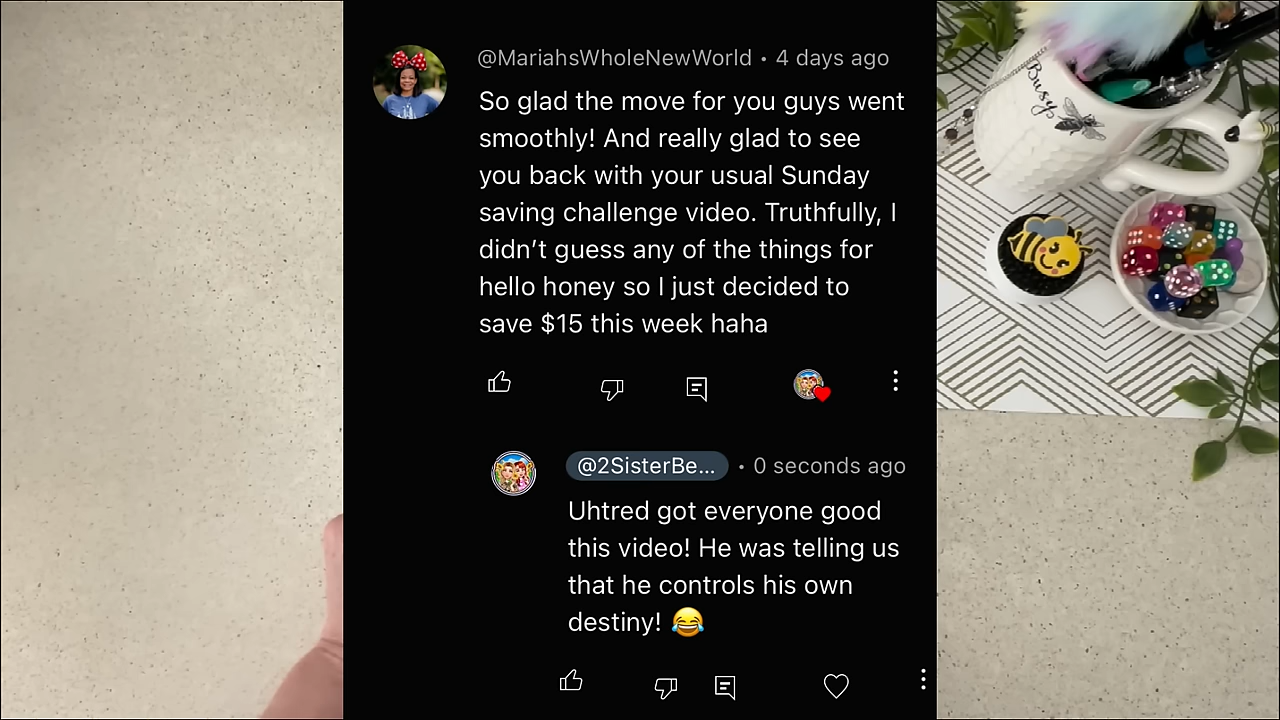 @MariahsWholeNewWorld • 4 days ago
So glad the move for you guys went
smoothly! And really glad to see
you back with your usual Sunday
saving challenge video. Truthfully, I
didn’t guess any of the things for
hello honey so I just decided to
save $15 this week haha
@2SisterBe... • 0 seconds ago
Uhtred got everyone good
this video! He was telling us
that he controls his own
destiny! 😂
Busy